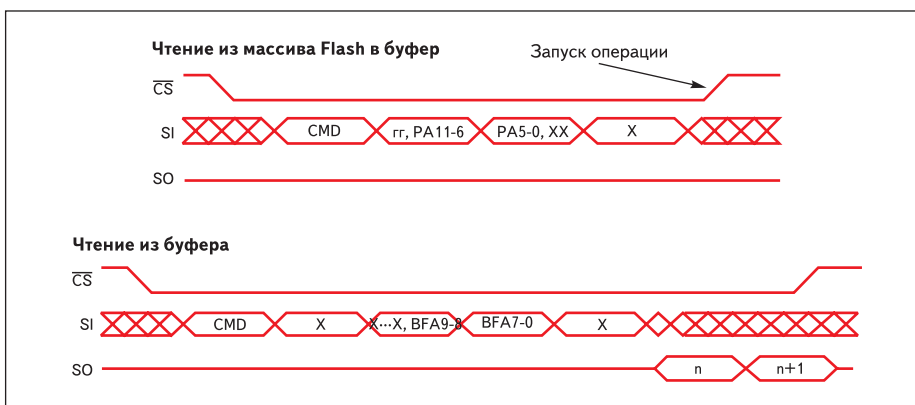 Чтение из массива Flash в буфер
Запуск операции
CS
SI CMD гг, PA11-6 PA5-0, XX X
SO
Чтение из буфера
CS
SI CMD X X···X, BFA9-8 BFA7-0 X
SO n n+1